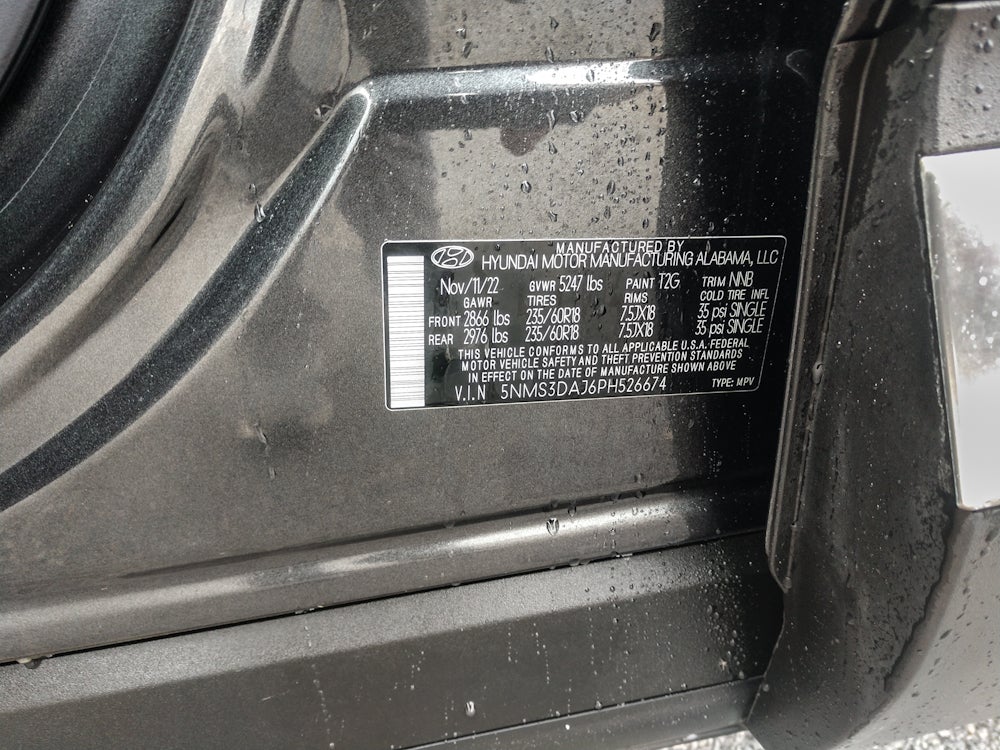 MANUFACTURED BY
HYUNDAI MOTOR MANUFACTURING ALABAMA, LLC
Nov/11/22 GVWR 5247 lbs PAINT T2G TRIM NNB
GAWR TIRES RIMS COLD TIRE INFL
FRONT 2866 lbs 235/60R18 7.5JX18 35 psi SINGLE
REAR 2976 lbs 235/60R18 7.5JX18 35 psi SINGLE
THIS VEHICLE CONFORMS TO ALL APPLICABLE U.S.A. FEDERAL
MOTOR VEHICLE SAFETY AND THEFT PREVENTION STANDARDS
IN EFFECT ON THE DATE OF MANUFACTURE SHOWN ABOVE
V.I.N 5NMS3DAJ6PH526674 TYPE: MPV